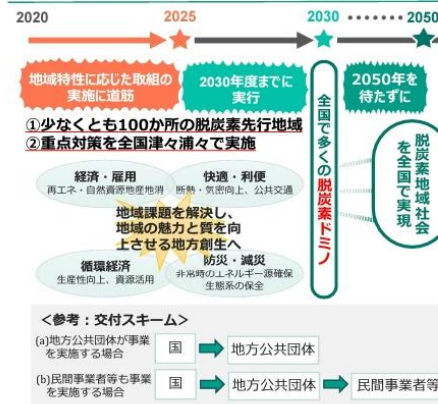 2020 2025 2030 ········ 2050
地域特性に応じた取組の
実施に道筋
2030年度までに
実行
2050年を
待たずに
①少なくとも100か所の脱炭素先行地域
②重点対策を全国津々浦々で実施
経済・雇用
再エネ・自然資源地産地消
快適・利便
断熱・気密向上、公共交通
地域課題を解決し、
地域の魅力と質を向
上させる地方創生へ
循環経済
生産性向上、資源活用
防災・減災
非常時のエネルギー源確保
生態系の保全
全国で多くの脱炭素ドミノ
脱炭素地域社会
を全国で実現
<参考：交付スキーム>
(a)地方公共団体が事業
を実施する場合
国
地方公共団体
(b)民間事業者等も事業
を実施する場合
国
地方公共団体
民間事業者等